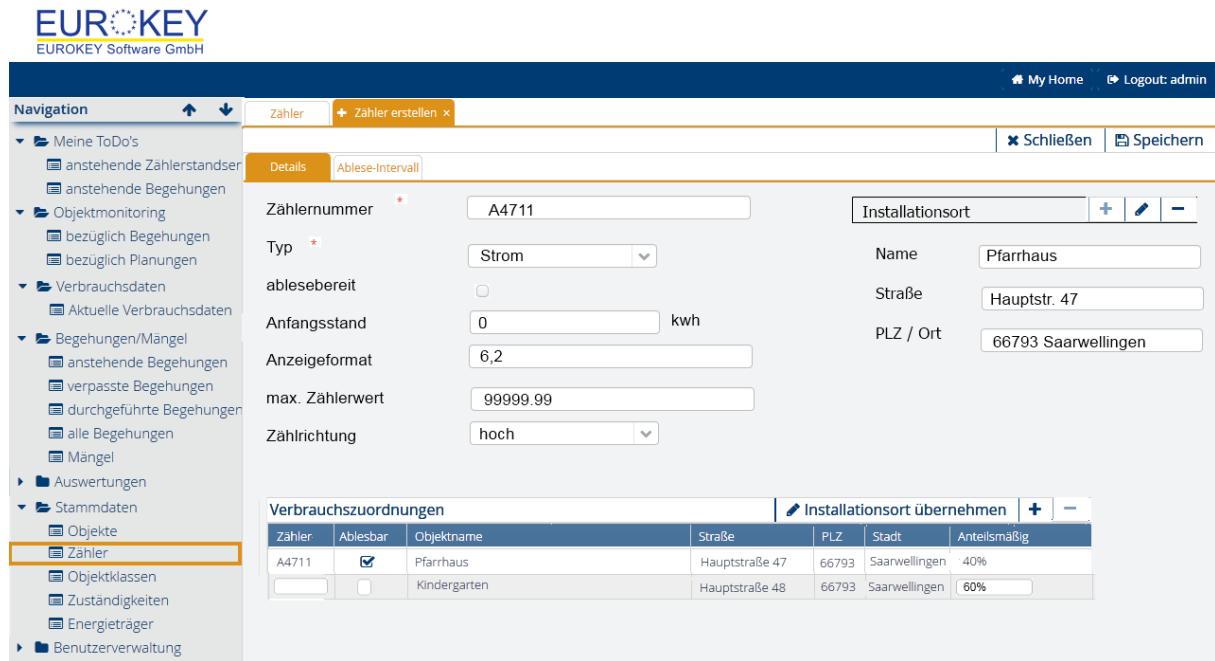 EUROKEY
EUROKEY Software GmbH
My Home Logout: admin
Navigation
Meine ToDo's
anstehende Zählerstandser
anstehende Begehungen
Objektmonitoring
bezüglich Begehungen
bezüglich Planungen
Verbrauchsdaten
Aktuelle Verbrauchsdaten
Begehungen/Mängel
anstehende Begehungen
verpasste Begehungen
durchgeführte Begehungen
alle Begehungen
Mängel
Auswertungen
Stammdaten
Objekte
Zähler
Objektklassen
Zuständigkeiten
Energieträger
Benutzerverwaltung
Zähler + Zähler erstellen ×
Schließen Speichern
Details Ablese-Intervall
Zählernummer * A4711
Typ * Strom
ablesebereit
Anfangsstand 0 kwh
Anzeigeformat 6,2
max. Zählerwert 99999.99
Zählrichtung hoch
Installationsort
Name Pfarrhaus
Straße Hauptstr. 47
PLZ / Ort 66793 Saarwellingen
Verbrauchszuordnungen Installationsort übernehmen + −
Zähler Ablesbar Objektname Straße PLZ Stadt Anteilsmäßig
A4711 Pfarrhaus Hauptstraße 47 66793 Saarwellingen 40%
Kindergarten Hauptstraße 48 66793 Saarwellingen 60%